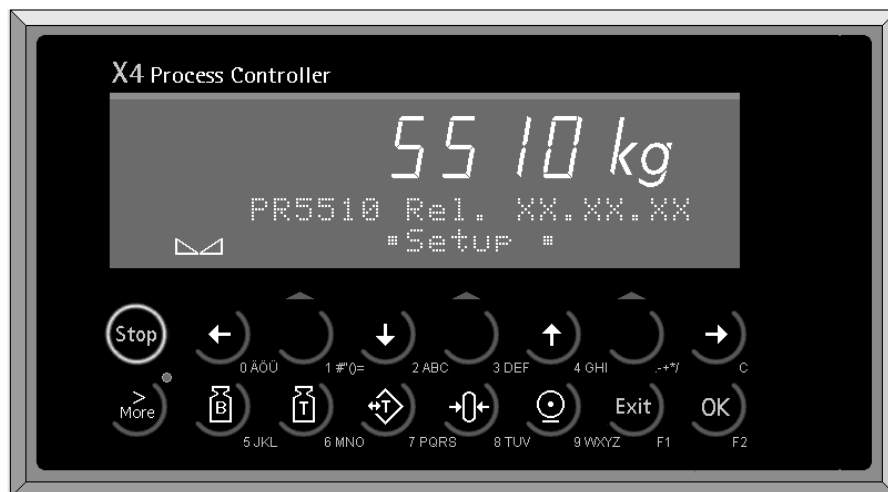 X4 Process Controller
5510 kg
PR5510 Rel. XX.XX.XX
Setup
Stop
0 ÄÖÜ 1 #"()= 2 ABC 3 DEF 4 GHI .-+*/ C
> More B T T 0 Exit OK
5 JKL 6 MNO 7 PQRS 8 TUV 9 WXYZ F1 F2